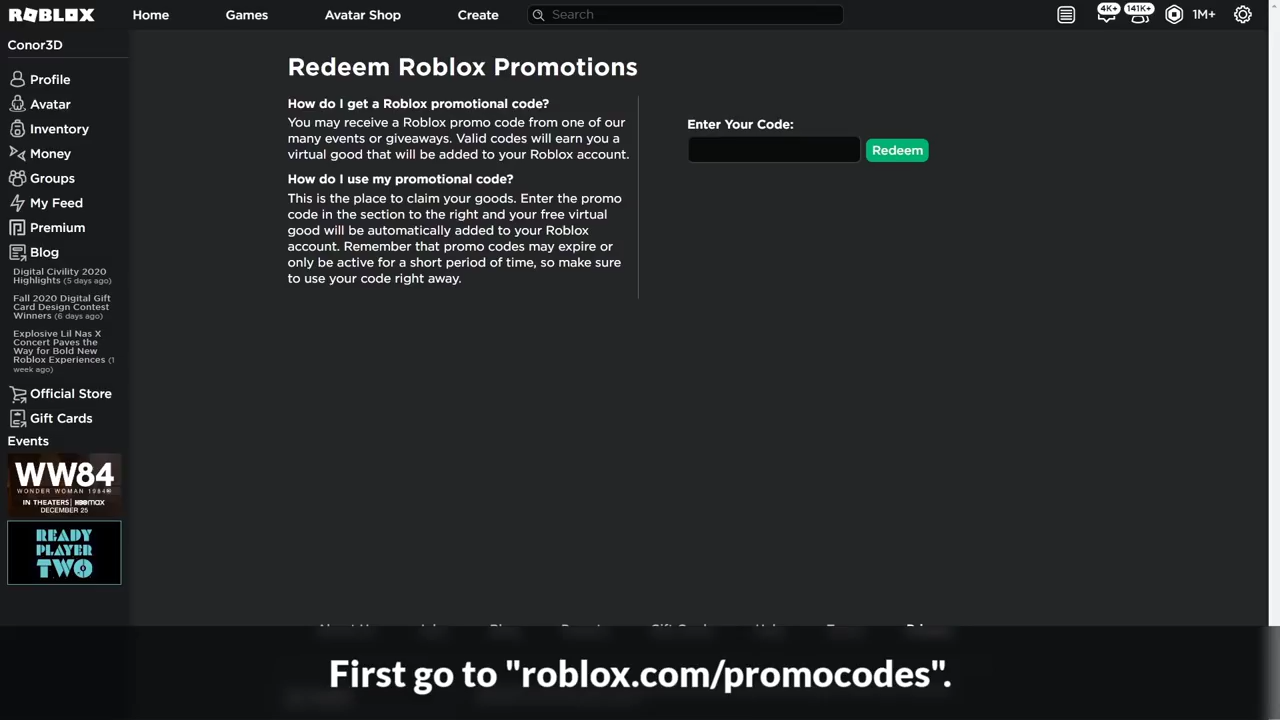 ROBLOX
Home
Games
Avatar Shop
Create
Search
4K+
141K+
1M+
Conor3D
Profile
Avatar
Inventory
Money
Groups
My Feed
Premium
Blog
Digital Civility 2020
Highlights (5 days ago)
Fall 2020 Digital Gift
Card Design Contest
Winners (6 days ago)
Explosive Lil Nas X
Concert Paves the
Way for Bold New
Roblox Experiences (1
week ago)
Official Store
Gift Cards
Events
WW84
WONDER WOMAN 1984
IN THEATERS | HBOmax
DECEMBER 25
READY
PLAYER
TWO
Redeem Roblox Promotions
How do I get a Roblox promotional code?
You may receive a Roblox promo code from one of our
many events or giveaways. Valid codes will earn you a
virtual good that will be added to your Roblox account.
How do I use my promotional code?
This is the place to claim your goods. Enter the promo
code in the section to the right and your free virtual
good will be automatically added to your Roblox
account. Remember that promo codes may expire or
only be active for a short period of time, so make sure
to use your code right away.
Enter Your Code:
Redeem
First go to "roblox.com/promocodes".